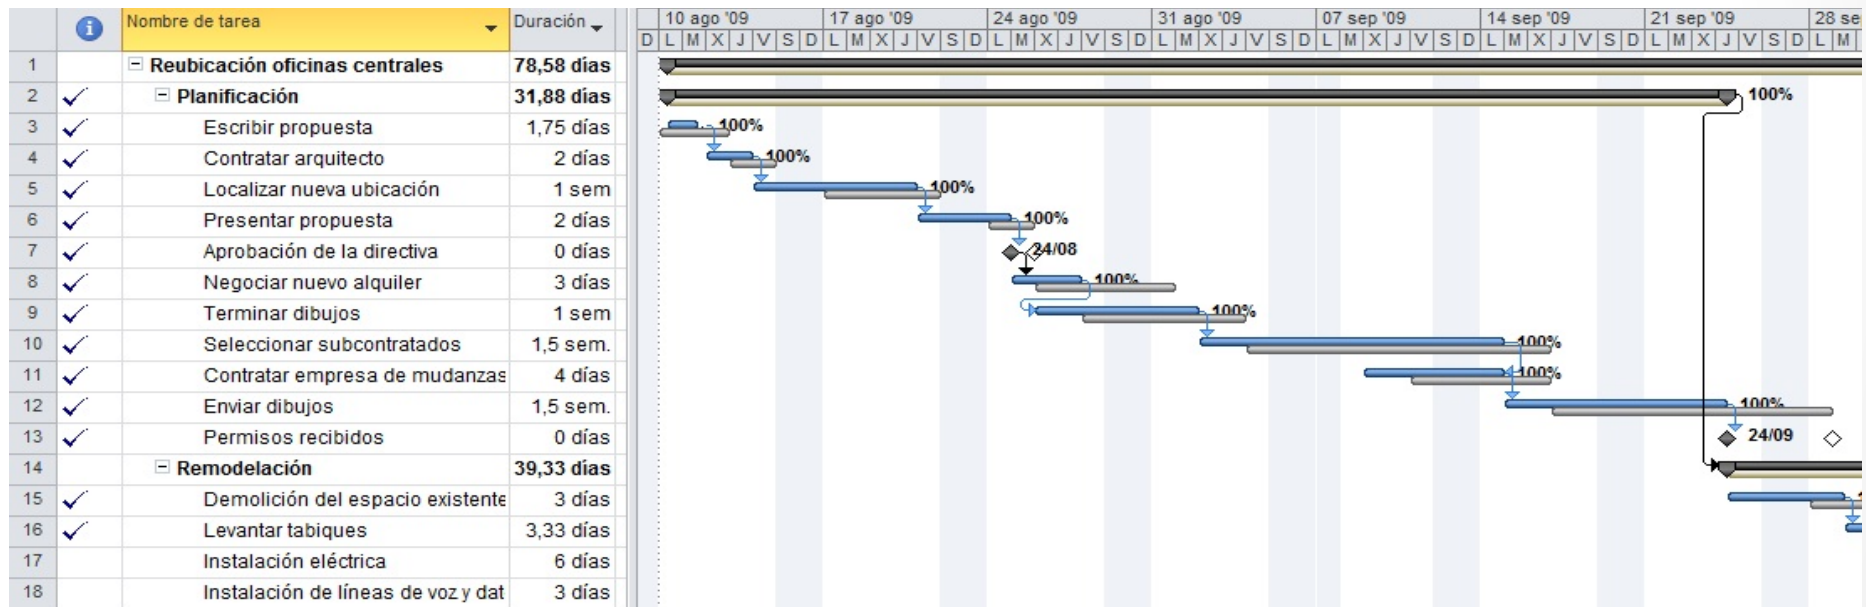 Nombre de tarea Duración 10 ago '09 17 ago '09 24 ago '09 31 ago '09 07 sep '09 14 sep '09 21 sep '09 28 se
D L M X J V S D L M X J V S D L M X J V S D L M X J V S D L M X J V S D L M X J V S D L M X J V S D L M
1 Reubicación oficinas centrales 78,58 días
2 Planificación 31,88 días 100%
3 Escribir propuesta 1,75 días 100%
4 Contratar arquitecto 2 días 100%
5 Localizar nueva ubicación 1 sem 100%
6 Presentar propuesta 2 días 100%
7 Aprobación de la directiva 0 días 24/08
8 Negociar nuevo alquiler 3 días 100%
9 Terminar dibujos 1 sem 100%
10 Seleccionar subcontratados 1,5 sem. 100%
11 Contratar empresa de mudanzas 4 días 100%
12 Enviar dibujos 1,5 sem. 100%
13 Permisos recibidos 0 días 24/09
14 Remodelación 39,33 días
15 Demolición del espacio existente 3 días
16 Levantar tabiques 3,33 días
17 Instalación eléctrica 6 días
18 Instalación de líneas de voz y dat 3 días